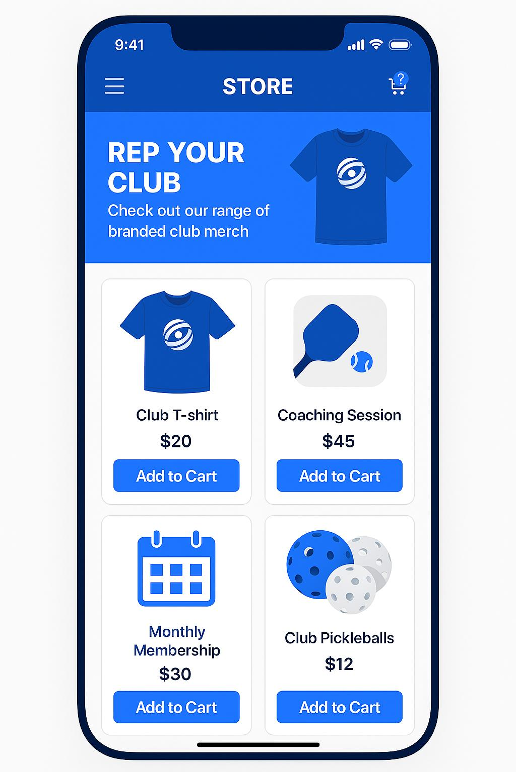 9:41
STORE
?
REP YOUR
CLUB
Check out our range of
branded club merch
Club T-shirt
$20
Add to Cart
Coaching Session
$45
Add to Cart
Monthly
Membership
$30
Add to Cart
Club Pickleballs
$12
Add to Cart